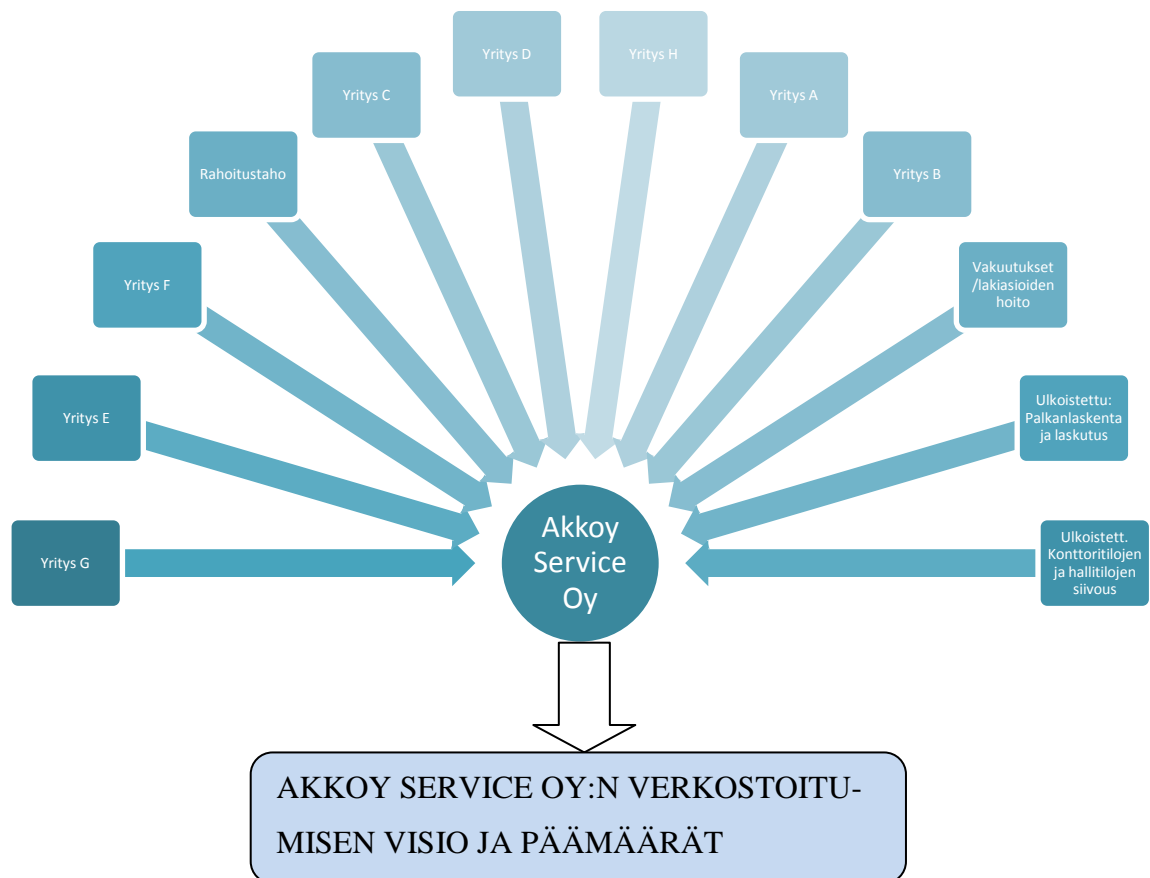 Yritys D
Yritys H
Yritys C
Yritys A
Rahoitustaho
Yritys B
Yritys F
Vakuutukset
/lakiasioiden
hoito
Yritys E
Ulkoistettu:
Palkanlaskenta
ja laskutus
Yritys G
Akkoy
Service
Oy
Ulkoistett.
Konttoritilojen
ja hallitilojen
siivous
AKKOY SERVICE OY:N VERKOSTOITU-
MISEN VISIO JA PÄÄMÄÄRÄT